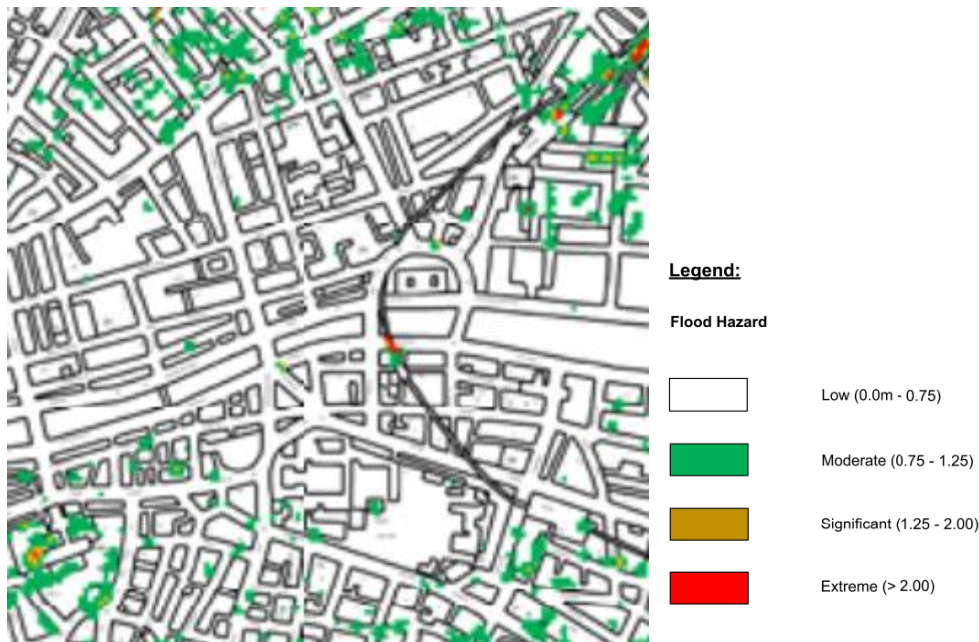 Legend:
Flood Hazard
Low (0.0m - 0.75)
Moderate (0.75 - 1.25)
Significant (1.25 - 2.00)
Extreme (> 2.00)